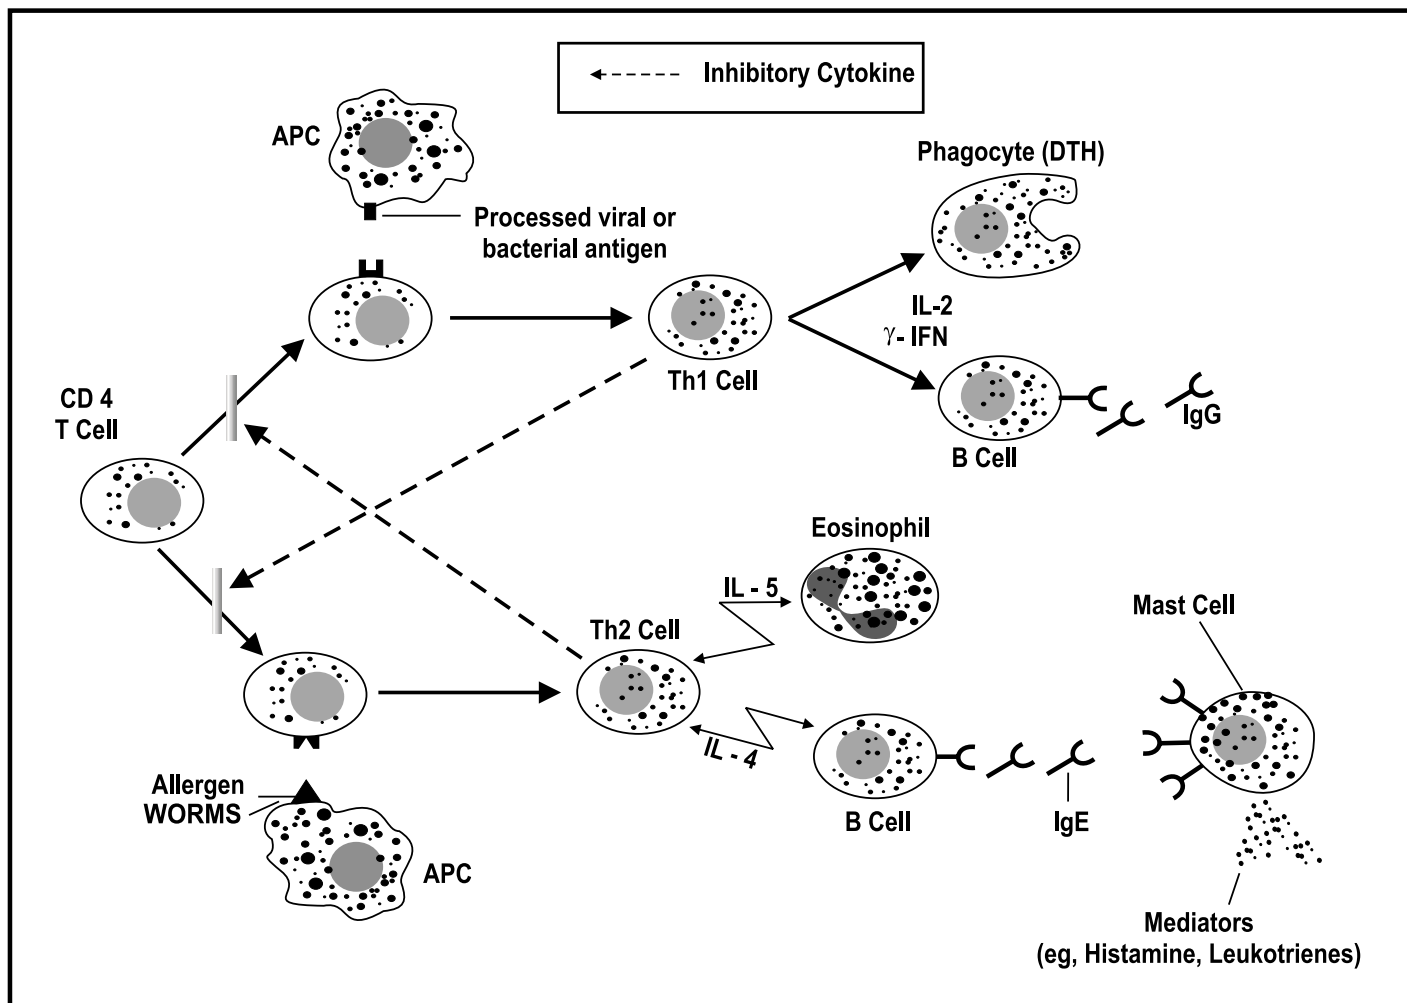 Inhibitory Cytokine
APC
Processed viral or
bacterial antigen
Phagocyte (DTH)
IL-2
γ- IFN
Th1 Cell
CD 4
T Cell
IgG
B Cell
Eosinophil
IL - 5
Th2 Cell
Mast Cell
IL - 4
Allergen
WORMS
B Cell
IgE
APC
Mediators
(eg, Histamine, Leukotrienes)